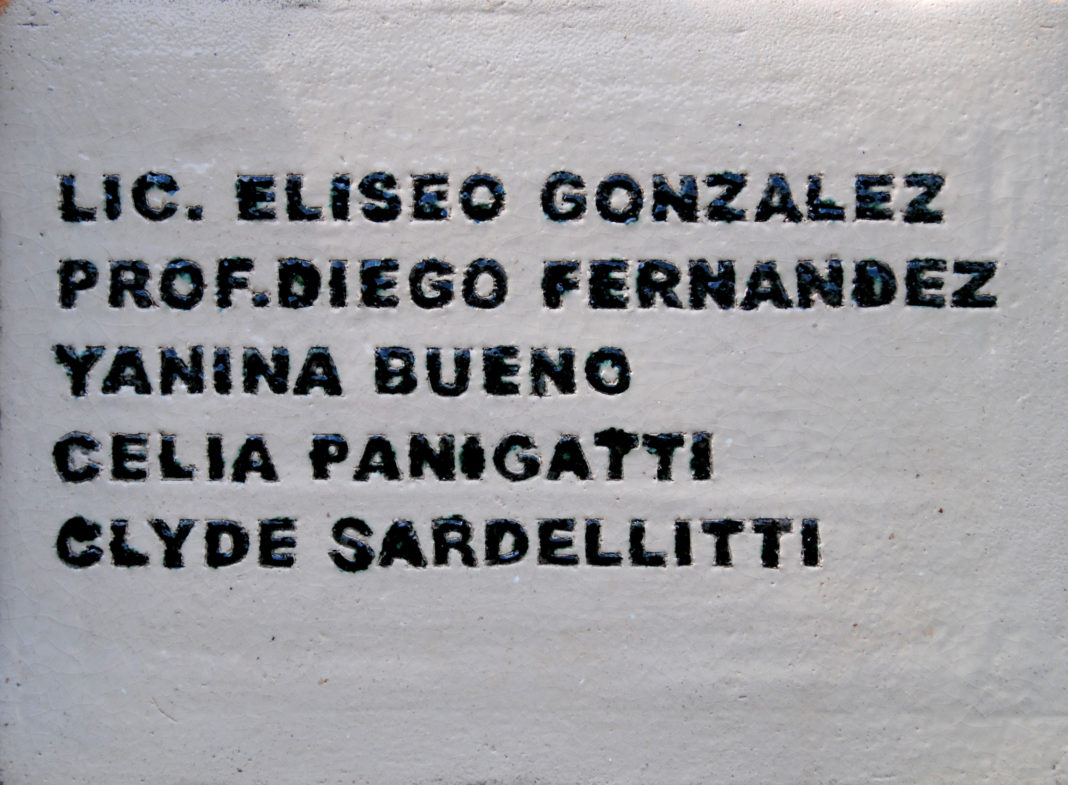 LIC. ELISEO GONZALEZ
PROF.DIEGO FERNANDEZ
YANINA BUENO
CELIA PANIGATTI
CLYDE SARDELLITTI